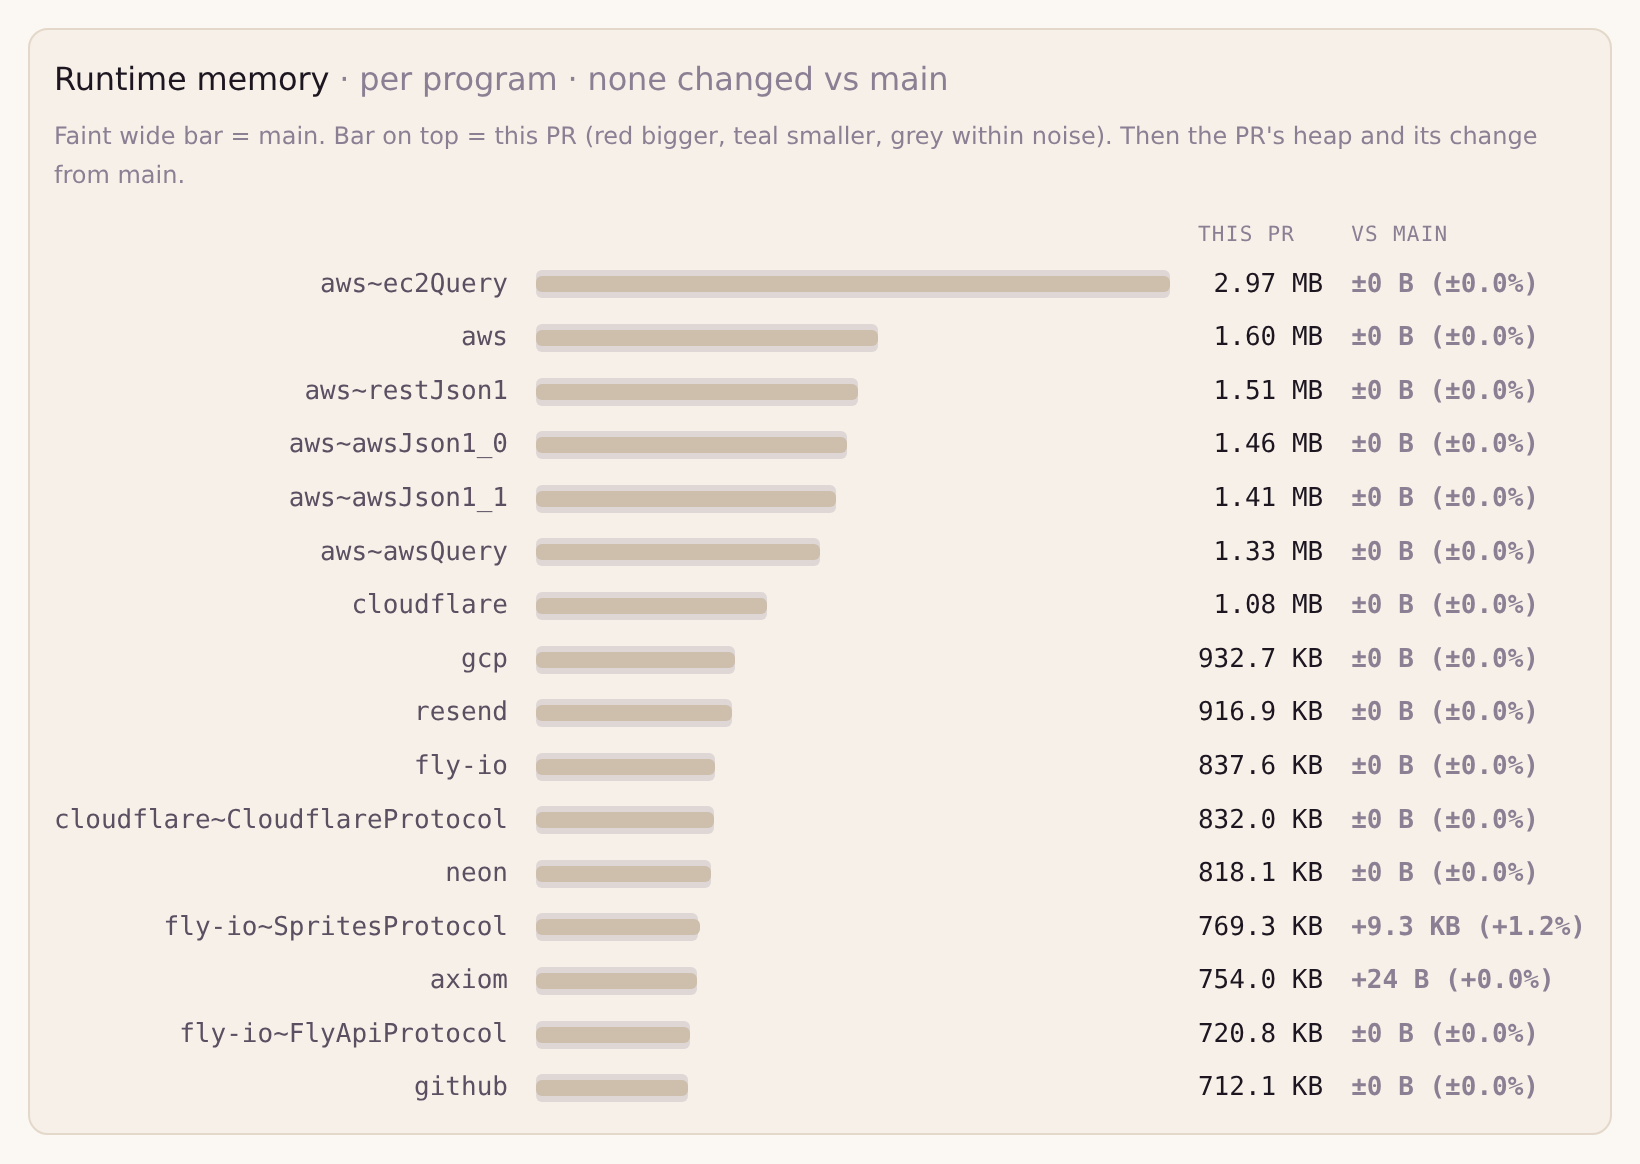 Runtime memory · per program · none changed vs main
Faint wide bar = main. Bar on top = this PR (red bigger, teal smaller, grey within noise). Then the PR's heap and its change
from main.
THIS PR VS MAIN
aws~ec2Query 2.97 MB ±0 B (±0.0%)
aws 1.60 MB ±0 B (±0.0%)
aws~restJson1 1.51 MB ±0 B (±0.0%)
aws~awsJson1_0 1.46 MB ±0 B (±0.0%)
aws~awsJson1_1 1.41 MB ±0 B (±0.0%)
aws~awsQuery 1.33 MB ±0 B (±0.0%)
cloudflare 1.08 MB ±0 B (±0.0%)
gcp 932.7 KB ±0 B (±0.0%)
resend 916.9 KB ±0 B (±0.0%)
fly-io 837.6 KB ±0 B (±0.0%)
cloudflare~CloudflareProtocol 832.0 KB ±0 B (±0.0%)
neon 818.1 KB ±0 B (±0.0%)
fly-io~SpritesProtocol 769.3 KB +9.3 KB (+1.2%)
axiom 754.0 KB +24 B (+0.0%)
fly-io~FlyApiProtocol 720.8 KB ±0 B (±0.0%)
github 712.1 KB ±0 B (±0.0%)